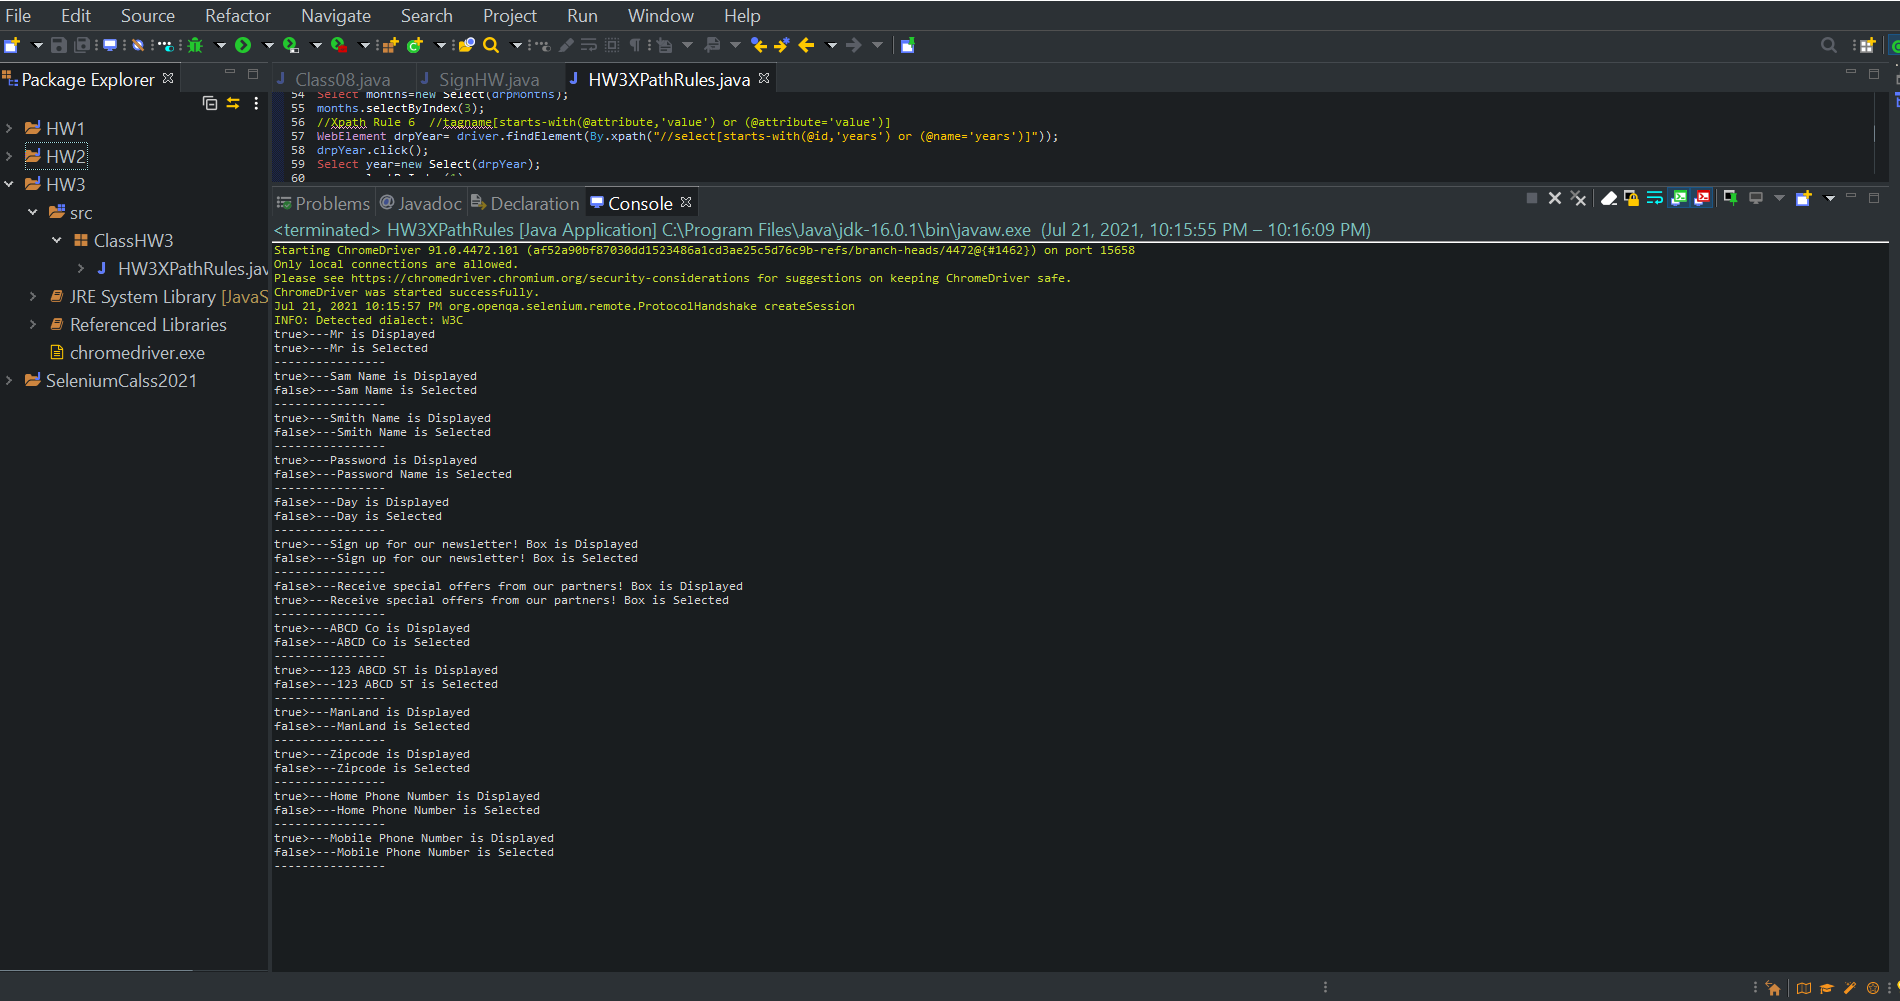 File Edit Source Refactor Navigate Search Project Run Window Help
Package Explorer
HW1
HW2
HW3
src
ClassHW3
HW3XPathRules.jav
JRE System Library [JavaS
Referenced Libraries
chromedriver.exe
SeleniumCalss2021
Class08.java SignHW.java HW3XPathRules.java
54 Select months=new Select(drpMonths);
55 months.selectByIndex(3);
56 //Xpath Rule 6 //tagname[starts-with(@attribute,'value') or (@attribute='value')]
57 WebElement drpYear= driver.findElement(By.xpath("//select[starts-with(@id,'years') or (@name='years')]"));
58 drpYear.click();
59 Select year=new Select(drpYear);
60
Problems @ Javadoc Declaration Console
<terminated> HW3XPathRules [Java Application] C:\Program Files\Java\jdk-16.0.1\bin\javaw.exe (Jul 21, 2021, 10:15:55 PM – 10:16:09 PM)
Starting ChromeDriver 91.0.4472.101 (af52a90bf87030dd1523486a1cd3ae25c5d76c9b-refs/branch-heads/4472@{#1462}) on port 15658
Only local connections are allowed.
Please see https://chromedriver.chromium.org/security-considerations for suggestions on keeping ChromeDriver safe.
ChromeDriver was started successfully.
Jul 21, 2021 10:15:57 PM org.openqa.selenium.remote.ProtocolHandshake createSession
INFO: Detected dialect: W3C
true>---Mr is Displayed
true>---Mr is Selected
----------------
true>---Sam Name is Displayed
false>---Sam Name is Selected
----------------
true>---Smith Name is Displayed
false>---Smith Name is Selected
----------------
true>---Password is Displayed
false>---Password Name is Selected
----------------
false>---Day is Displayed
false>---Day is Selected
----------------
true>---Sign up for our newsletter! Box is Displayed
false>---Sign up for our newsletter! Box is Selected
----------------
false>---Receive special offers from our partners! Box is Displayed
true>---Receive special offers from our partners! Box is Selected
----------------
true>---ABCD Co is Displayed
false>---ABCD Co is Selected
----------------
true>---123 ABCD ST is Displayed
false>---123 ABCD ST is Selected
----------------
true>---ManLand is Displayed
false>---ManLand is Selected
----------------
true>---Zipcode is Displayed
false>---Zipcode is Selected
----------------
true>---Home Phone Number is Displayed
false>---Home Phone Number is Selected
----------------
true>---Mobile Phone Number is Displayed
false>---Mobile Phone Number is Selected
----------------